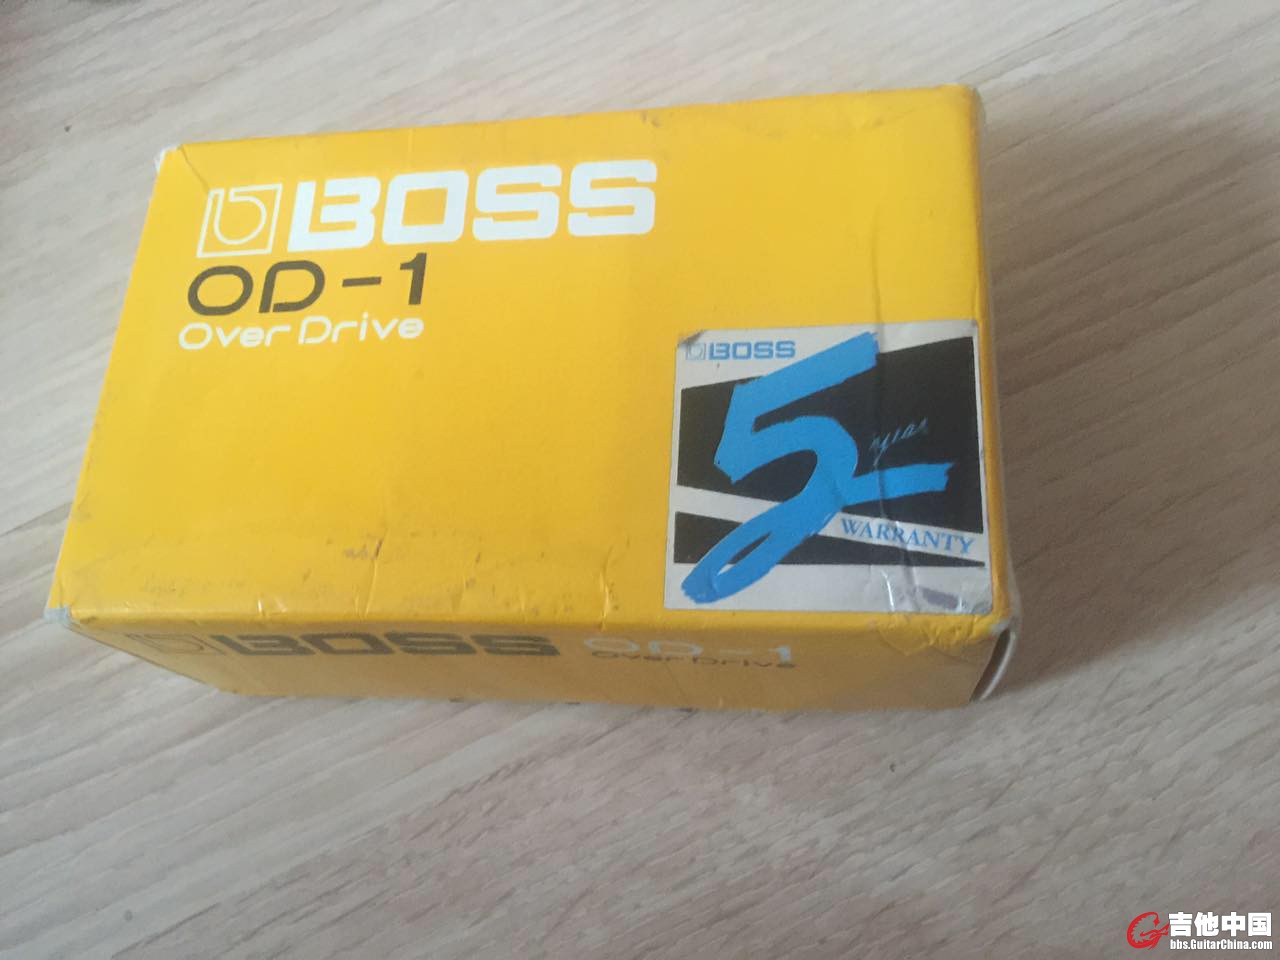 BOSS
OD-1
Over Drive
BOSS
5
year
WARRANTY
BOSS OD-1
Over Drive
吉他中国
bbs.GuitarChina.com